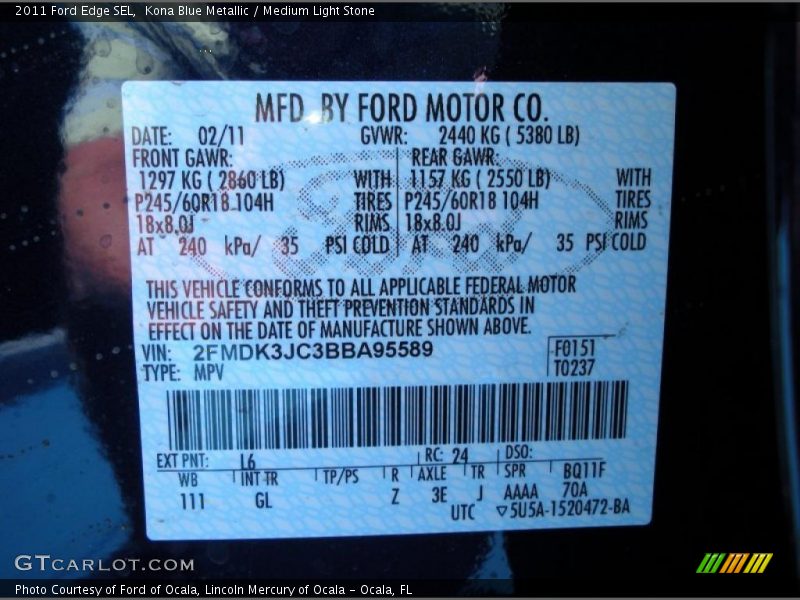 2011 Ford Edge SEL, Kona Blue Metallic / Medium Light Stone
MFD. BY FORD MOTOR CO.
DATE: 02/11 GVWR: 2440 KG ( 5380 LB)
FRONT GAWR: REAR GAWR:
1297 KG ( 2860 LB) WITH 1157 KG ( 2550 LB) WITH
P245/60R18 104H TIRES P245/60R18 104H TIRES
18x8.0J RIMS 18x8.0J RIMS
AT 240 kPa/ 35 PSI COLD AT 240 kPa/ 35 PSI COLD
THIS VEHICLE CONFORMS TO ALL APPLICABLE FEDERAL MOTOR
VEHICLE SAFETY AND THEFT PREVENTION STANDARDS IN
EFFECT ON THE DATE OF MANUFACTURE SHOWN ABOVE.
VIN: 2FMDK3JC3BBA95589 F0151
TYPE: MPV T0237
EXT PNT: L6 RC: 24 DSO:
WB INT TR TP/PS R AXLE TR SPR BQ11F
111 GL Z 3E J AAAA 70A
UTC ▽5U5A-1520472-BA
GTCARLOT.COM
Photo Courtesy of Ford of Ocala, Lincoln Mercury of Ocala - Ocala, FL